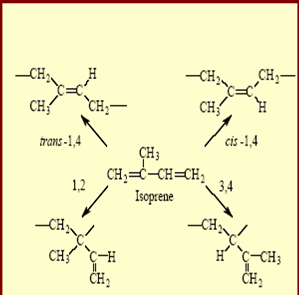 —CH₂ H —CH₂ CH₂—
C=C C=C
CH₃ CH₂— CH₃ H
trans-1,4 cis-1,4
CH₃
CH₂=C—CH=CH₂
1,2 Isoprene 3,4
—CH₂ —CH₂
C C
CH₃ C—H H C—CH₃
CH₂ CH₂